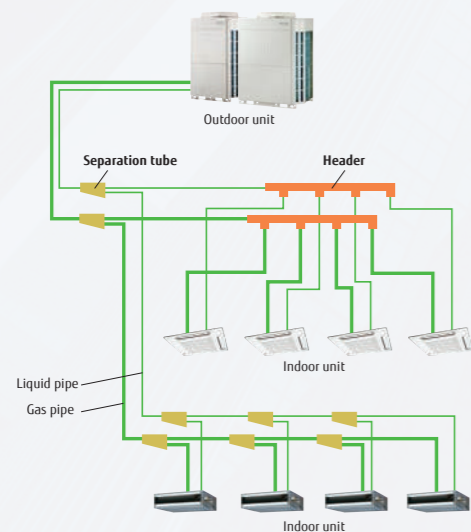 Outdoor unit
Separation tube
Header
Indoor unit
Liquid pipe
Gas pipe
Indoor unit